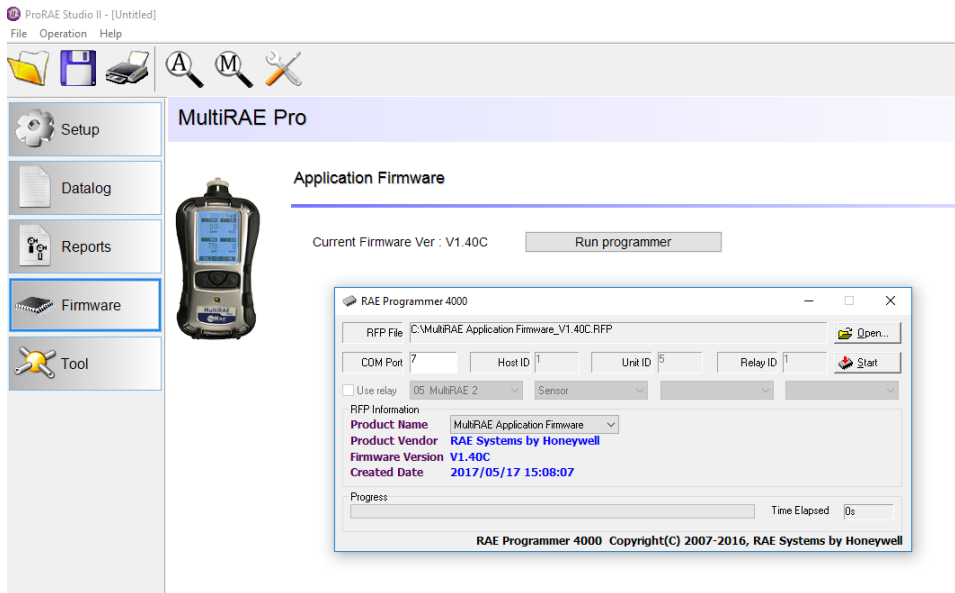 ProRAE Studio II - [Untitled]
File Operation Help
A M
Setup
Datalog
Reports
Firmware
Tool
MultiRAE Pro
Application Firmware
Current Firmware Ver : V1.40C Run programmer
MultiRAE
RAE
RAE Programmer 4000
RFP File C:\MultiRAE Application Firmware_V1.40C.RFP Open...
COM Port 7 Host ID 1 Unit ID 5 Relay ID 1 Start
Use relay 05 MultiRAE 2 Sensor
RFP Information
Product Name MultiRAE Application Firmware
Product Vendor RAE Systems by Honeywell
Firmware Version V1.40C
Created Date 2017/05/17 15:08:07
Progress
Time Elapsed 0s
RAE Programmer 4000 Copyright(C) 2007-2016, RAE Systems by Honeywell